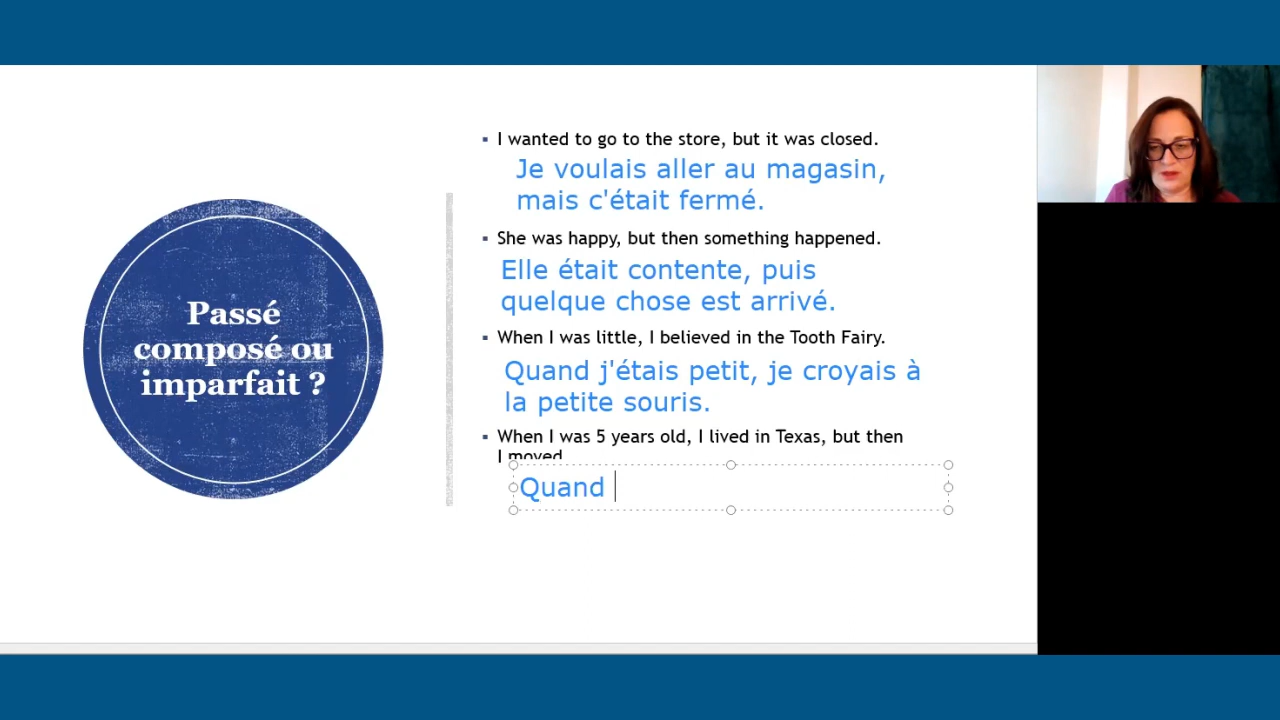 Passé
composé ou
imparfait ?
I wanted to go to the store, but it was closed.
Je voulais aller au magasin,
mais c'était fermé.
She was happy, but then something happened.
Elle était contente, puis
quelque chose est arrivé.
When I was little, I believed in the Tooth Fairy.
Quand j'étais petit, je croyais à
la petite souris.
When I was 5 years old, I lived in Texas, but then
I moved
Quand